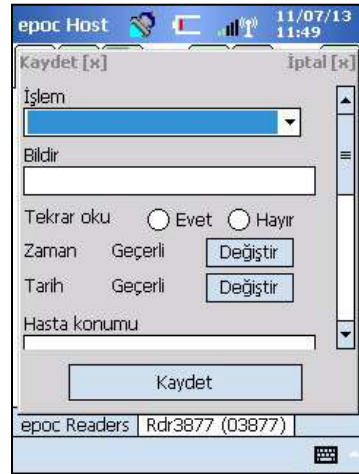 epoc Host 11/07/13 11:49
Kaydet [x] İptal [x]
İşlem
Bildir
Tekrar oku Evet Hayır
Zaman Geçerli Değiştir
Tarih Geçerli Değiştir
Hasta konumu
Kaydet
epoc Readers Rdr3877 (03877)